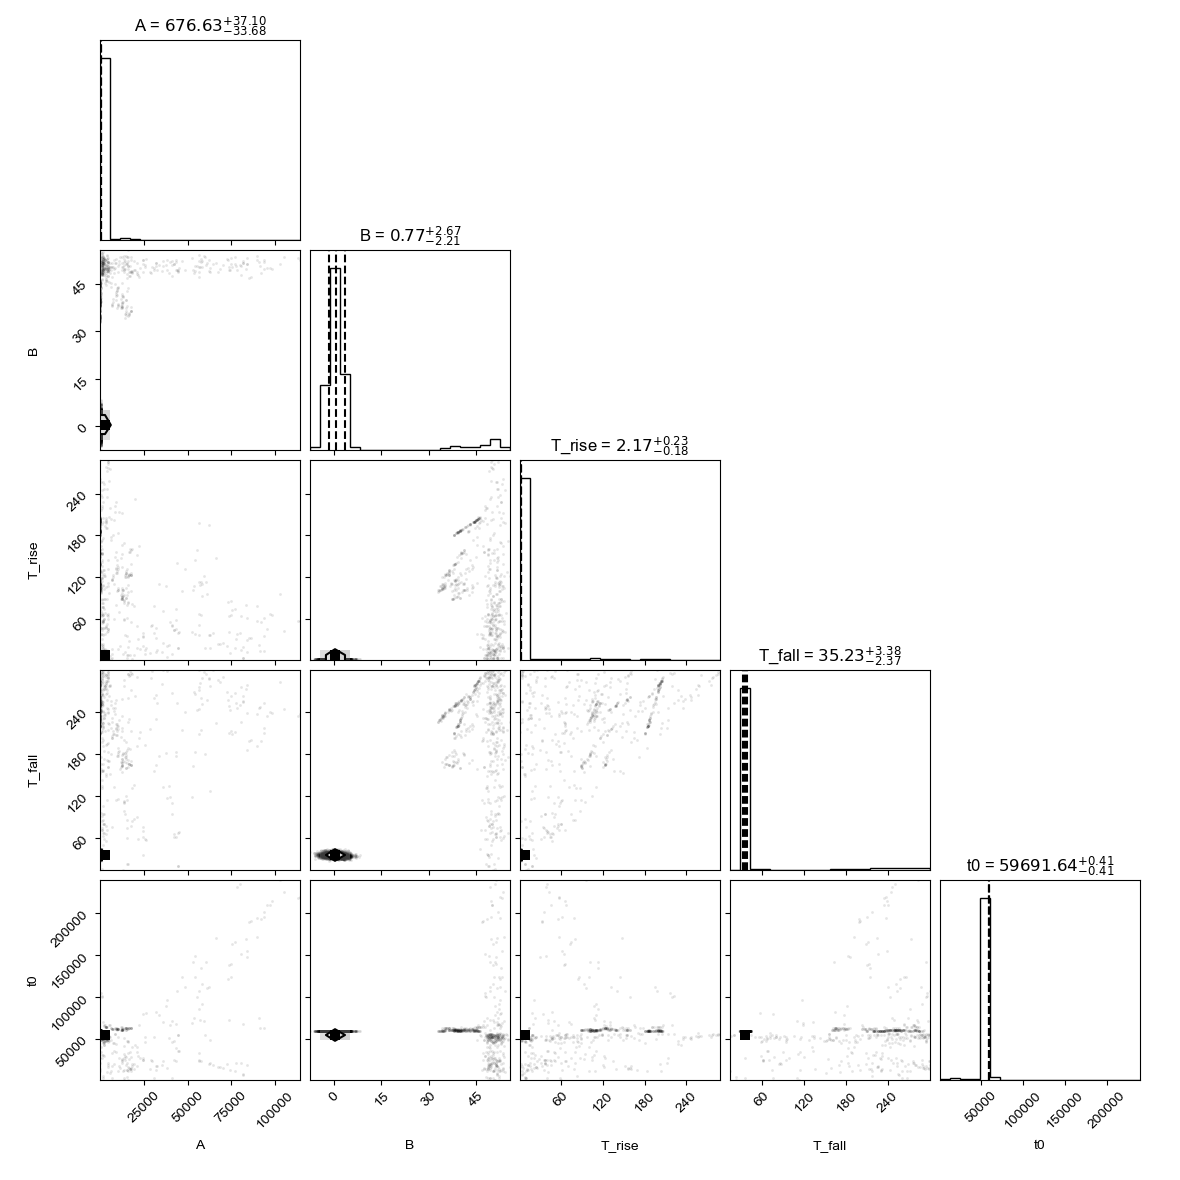 A = 676.63+37.10−33.68
B = 0.77+2.67−2.21
45
30
15
0
B
T_rise = 2.17+0.23−0.18
240
180
120
60
T_rise
T_fall = 35.23+3.38−2.37
240
180
120
60
T_fall
t0 = 59691.64+0.41−0.41
200000
150000
100000
50000
t0
25000 50000 75000 100000 0 15 30 45 60 120 180 240 60 120 180 240 50000 100000 150000 200000
A B T_rise T_fall t0